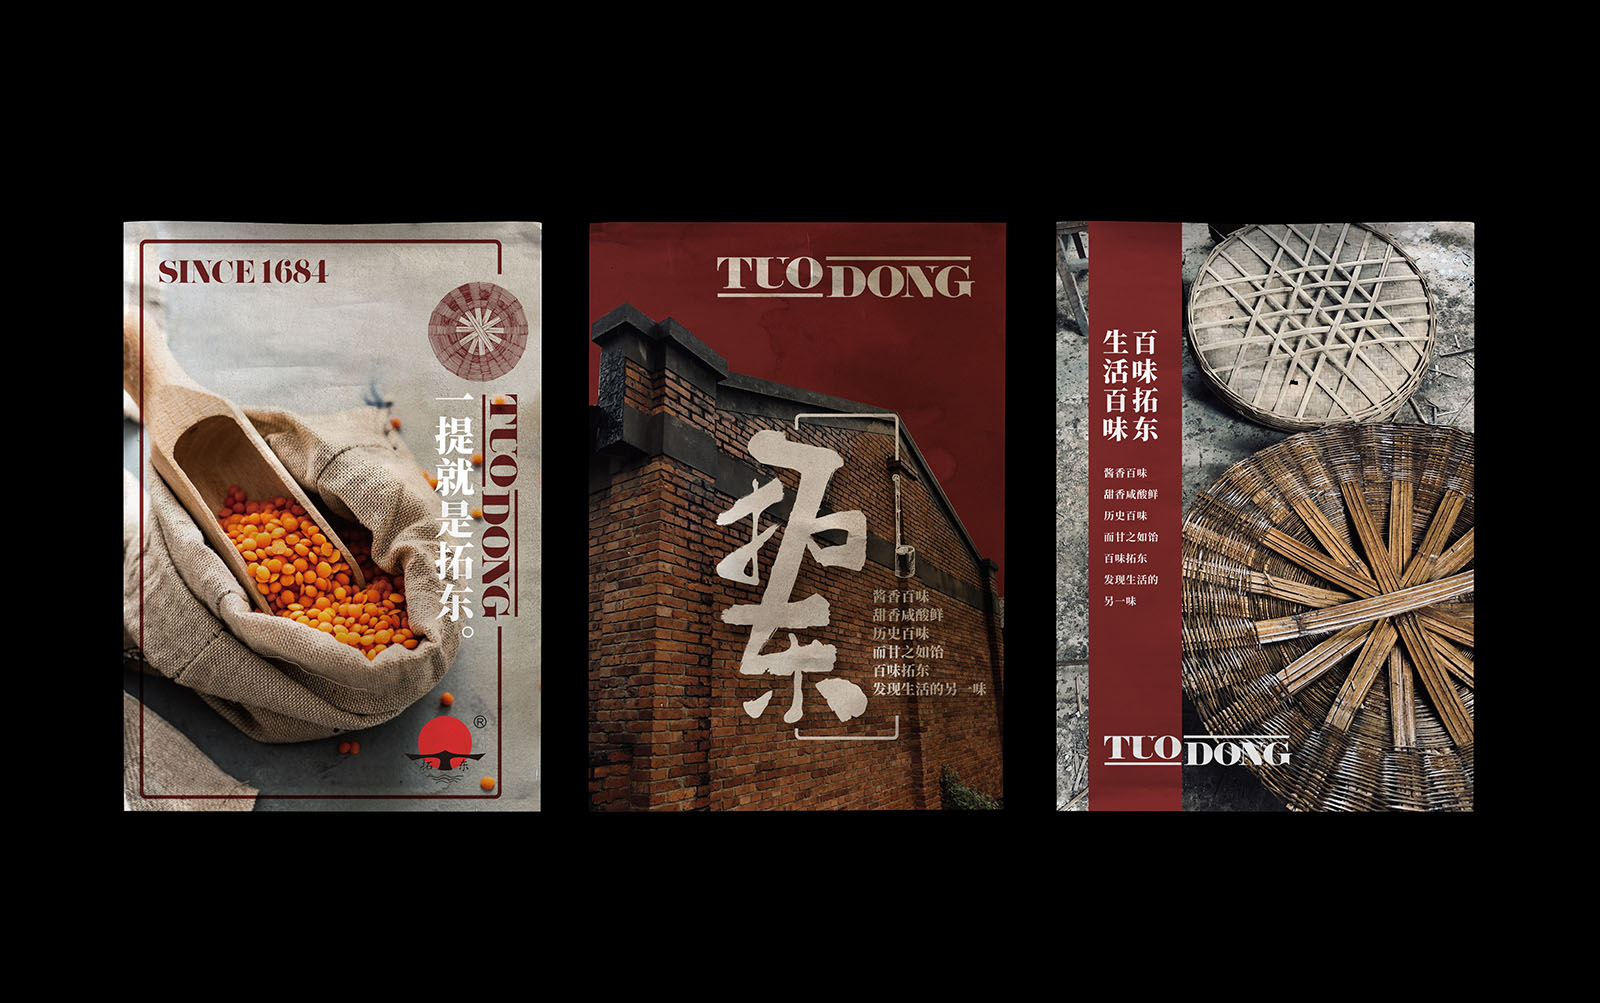 SINCE 1684
TUODONG
一提就是拓东。
®
拓东
TUODONG
拓东
酱香百味
甜香咸酸鲜
历史百味
而甘之如饴
百味拓东
发现生活的另一味
百味拓东
生活百味
酱香百味
甜香咸酸鲜
历史百味
而甘之如饴
百味拓东
发现生活的
另一味
TUODONG